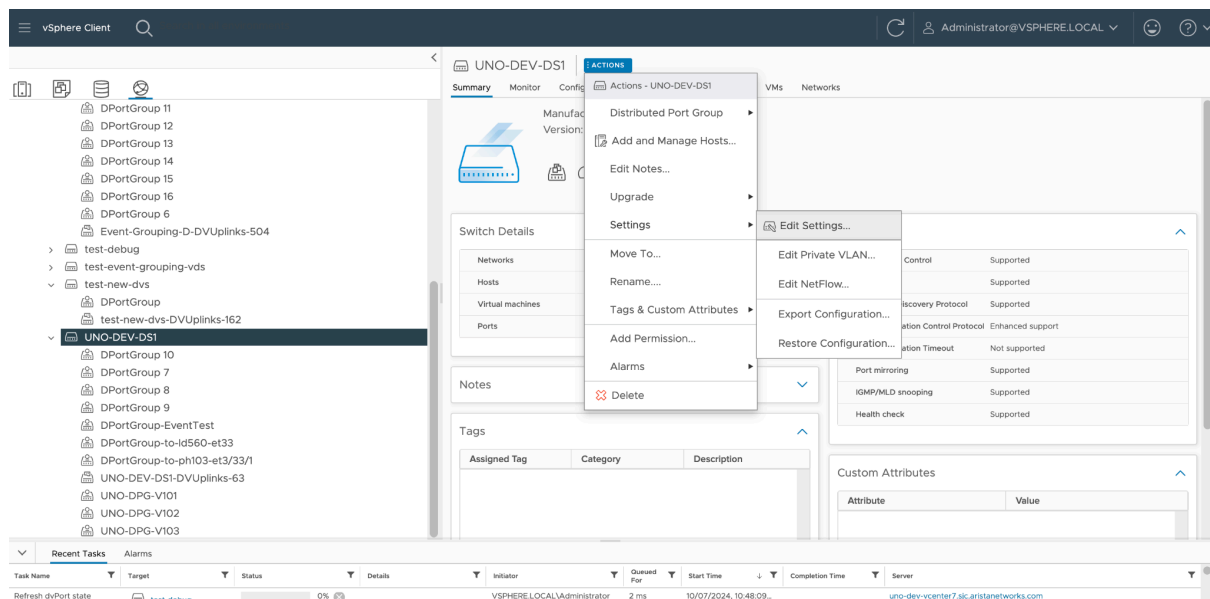 vSphere Client
Administrator@VSPHERE.LOCAL
DPortGroup 11
DPortGroup 12
DPortGroup 13
DPortGroup 14
DPortGroup 15
DPortGroup 16
DPortGroup 6
Event-Grouping-D-DVUplinks-504
test-debug
test-event-grouping-vds
test-new-dvs
DPortGroup
test-new-dvs-DVUplinks-162
UNO-DEV-DS1
DPortGroup 10
DPortGroup 7
DPortGroup 8
DPortGroup 9
DPortGroup-EventTest
DPortGroup-to-ld560-et33
DPortGroup-to-ph103-et3/33/1
UNO-DEV-DS1-DVUplinks-63
UNO-DPG-V101
UNO-DPG-V102
UNO-DPG-V103
UNO-DEV-DS1 ACTIONS
Summary Monitor Config VMs Networks
Manufac
Version:
Actions - UNO-DEV-DS1
Distributed Port Group
Add and Manage Hosts...
Edit Notes...
Upgrade
Settings
Move To...
Rename....
Tags & Custom Attributes
Add Permission...
Alarms
Delete
Edit Settings...
Edit Private VLAN...
Edit NetFlow...
Export Configuration...
Restore Configuration...
Switch Details
Networks
Hosts
Virtual machines
Ports
Control Supported
Supported
iscovery Protocol Supported
ation Control Protocol Enhanced support
ation Timeout Not supported
Port mirroring Supported
IGMP/MLD snooping Supported
Health check Supported
Notes
Tags
Assigned Tag Category Description
Custom Attributes
Attribute Value
Recent Tasks Alarms
Task Name Target Status Details Initiator Queued For Start Time Completion Time Server
Refresh dvPort state test-debug 0% VSPHERE.LOCAL\Administrator 2 ms 10/07/2024, 10:48:09... uno-dev-vcenter7.sjc.aristanetworks.com